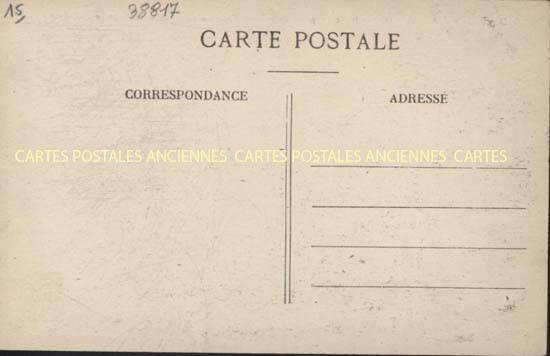 15
38817
CARTE POSTALE
CORRESPONDANCE
ADRESSE
CARTES POSTALES ANCIENNES CARTES POSTALES ANCIENNES CARTES